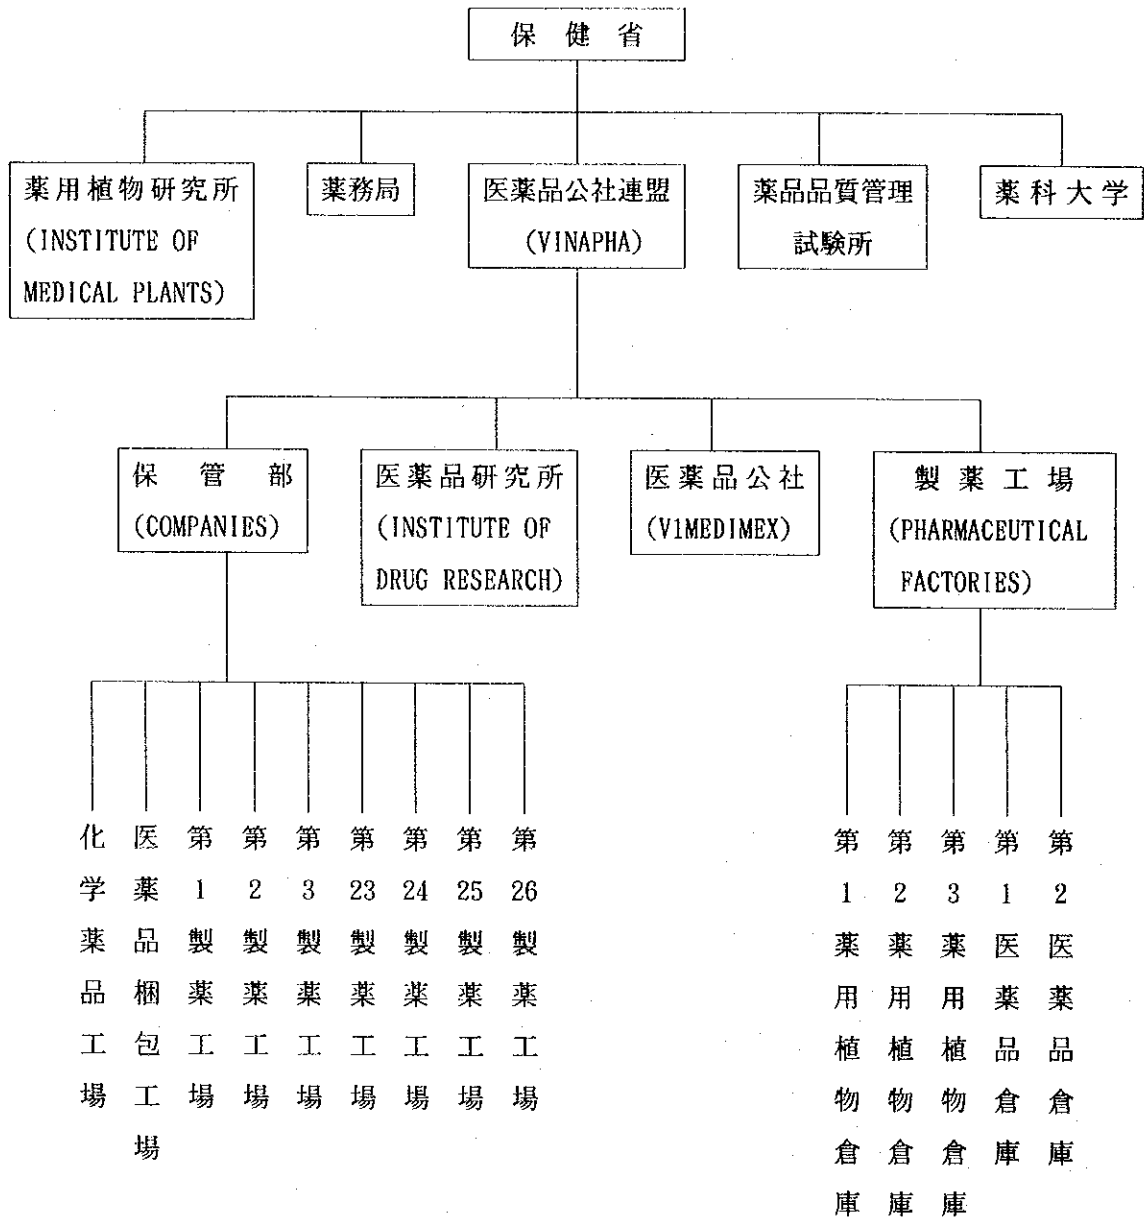 保健省
薬用植物研究所
(INSTITUTE OF
MEDICAL PLANTS)
薬務局
医薬品公社連盟
(VINAPHA)
薬品品質管理
試験所
薬科大学
保管部
(COMPANIES)
医薬品研究所
(INSTITUTE OF
DRUG RESEARCH)
医薬品公社
(V1MEDIMEX)
製薬工場
(PHARMACEUTICAL
FACTORIES)
化学薬品工場
医薬品梱包工場
第1製薬工場
第2製薬工場
第3製薬工場
第23製薬工場
第24製薬工場
第25製薬工場
第26製薬工場
第1薬用植物倉庫
第2薬用植物倉庫
第3薬用植物倉庫
第1医薬品倉庫
第2医薬品倉庫